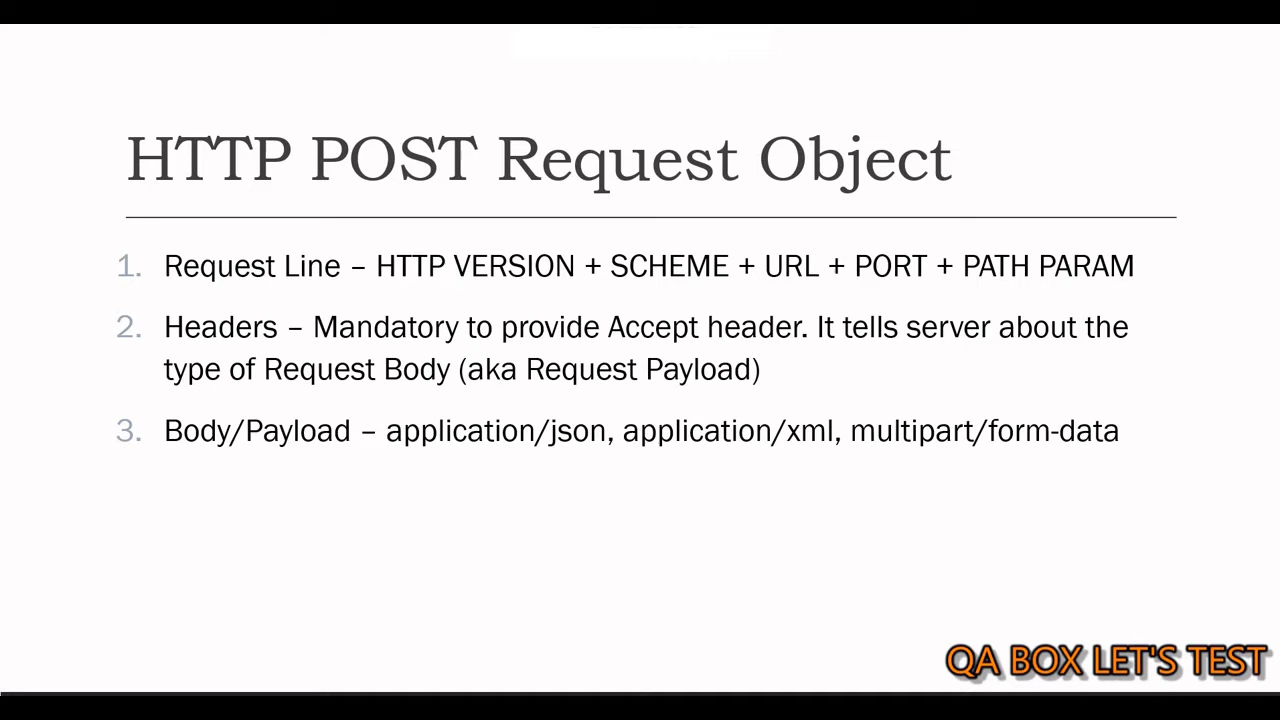 HTTP POST Request Object
1. Request Line – HTTP VERSION + SCHEME + URL + PORT + PATH PARAM
2. Headers – Mandatory to provide Accept header. It tells server about the
type of Request Body (aka Request Payload)
3. Body/Payload – application/json, application/xml, multipart/form-data
QA BOX LET'S TEST